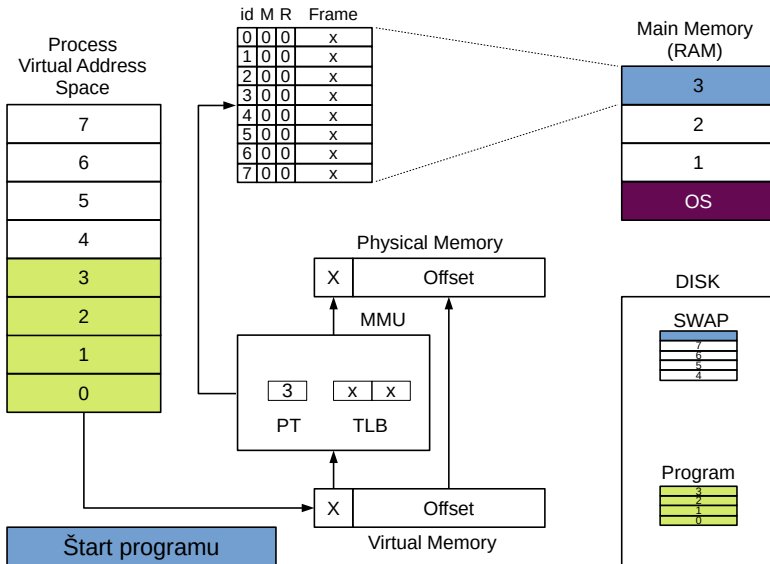 Process
Virtual Address
Space
7
6
5
4
3
2
1
0
id M R Frame
0 0 0 x
1 0 0 x
2 0 0 x
3 0 0 x
4 0 0 x
5 0 0 x
6 0 0 x
7 0 0 x
Main Memory
(RAM)
3
2
1
OS
Physical Memory
X Offset
MMU
3 x x
PT TLB
X Offset
Virtual Memory
DISK
SWAP
7
6
5
4
Program
3
2
1
0
Štart programu